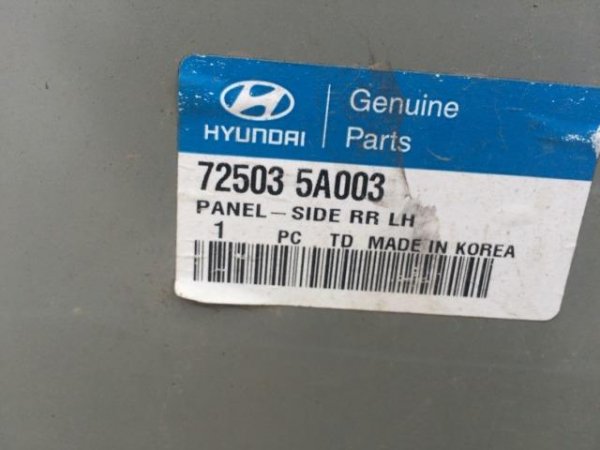 HYUNDAI
Genuine
Parts
72503 5A003
PANEL-SIDE RR LH
1 PC TD MADE IN KOREA